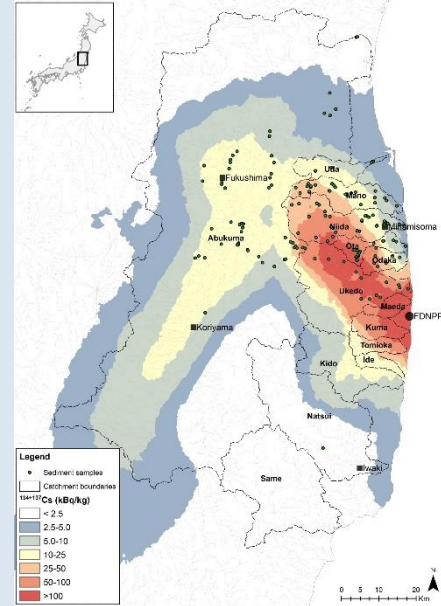 Uda
Fukushima
Mano
Minamisoma
Niida
Ota
Odaka
Abukuma
Ukedo
Maeda
FDNPP
Koriyama
Kuma
Tomioka
Ide
Kido
Natsui
Iwaki
Same
Legend
Sediment samples
Catchment boundaries
134+137Cs (kBq/kg)
< 2.5
2.5-5.0
5.0-10
10-25
25-50
50-100
>100
N
0 5 10 20
Km